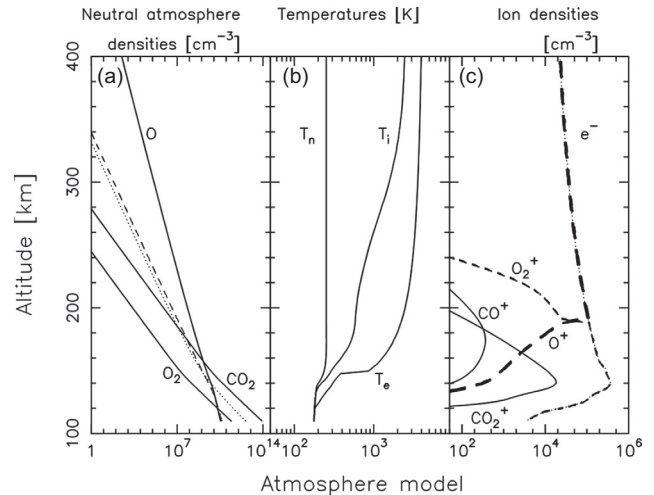 Neutral atmosphere Temperatures [K] Ion densities
densities [cm⁻³] [cm⁻³]
400 (a) (b) (c)
O Tₙ Tᵢ e⁻
300
Altitude [km]
O₂⁺
200 CO⁺
O⁺
O₂ CO₂ Tₑ
CO₂⁺
100
1 10⁷ 10¹⁴ 10² 10³ 10² 10⁴ 10⁶
Atmosphere model